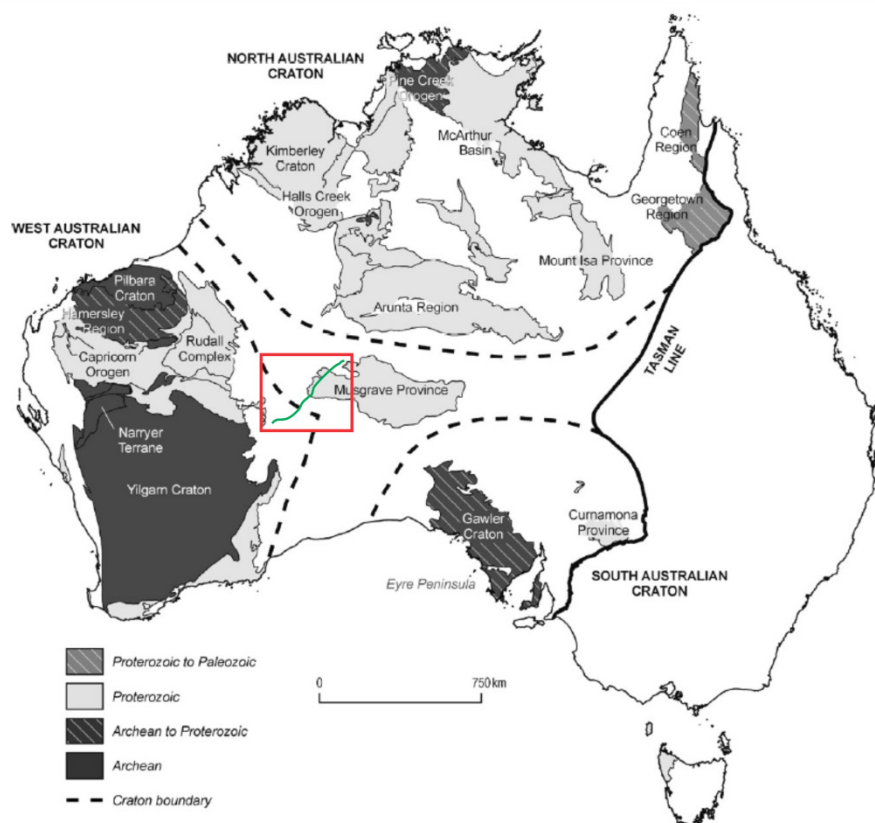 NORTH AUSTRALIAN
CRATON
Pine Creek
Orogen
McArthur
Basin
Coen
Region
Kimberley
Craton
Halls Creek
Orogen
Georgetown
Region
WEST AUSTRALIAN
CRATON
Mount Isa Province
Pilbara
Craton
Hamersley
Region
Arunta Region
Rudall
Complex
Capricorn
Orogen
TASMAN
LINE
Musgrave Province
Narryer
Terrane
Yilgarn Craton
Gawler
Craton
Curnamona
Province
Eyre Peninsula
SOUTH AUSTRALIAN
CRATON
Proterozoic to Paleozoic
Proterozoic
Archean to Proterozoic
Archean
Craton boundary
0
750 km